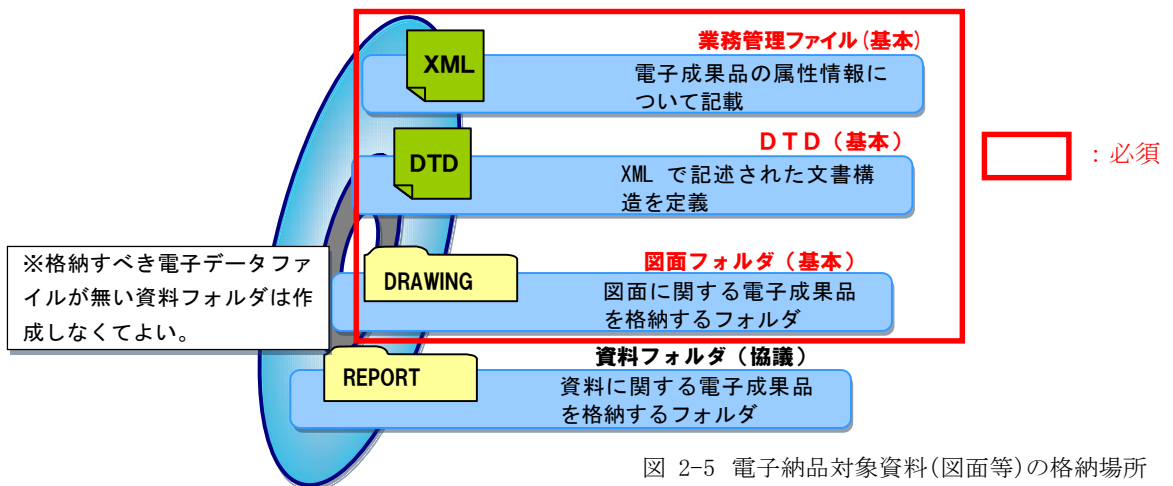 業務管理ファイル(基本)
XML
電子成果品の属性情報に
ついて記載
DTD（基本）
DTD
XML で記述された文書構
造を定義
：必須
※格納すべき電子データファ
イルが無い資料フォルダは作
成しなくてよい。
図面フォルダ（基本）
DRAWING
図面に関する電子成果品
を格納するフォルダ
資料フォルダ（協議）
REPORT
資料に関する電子成果品
を格納するフォルダ
図 2-5 電子納品対象資料(図面等)の格納場所